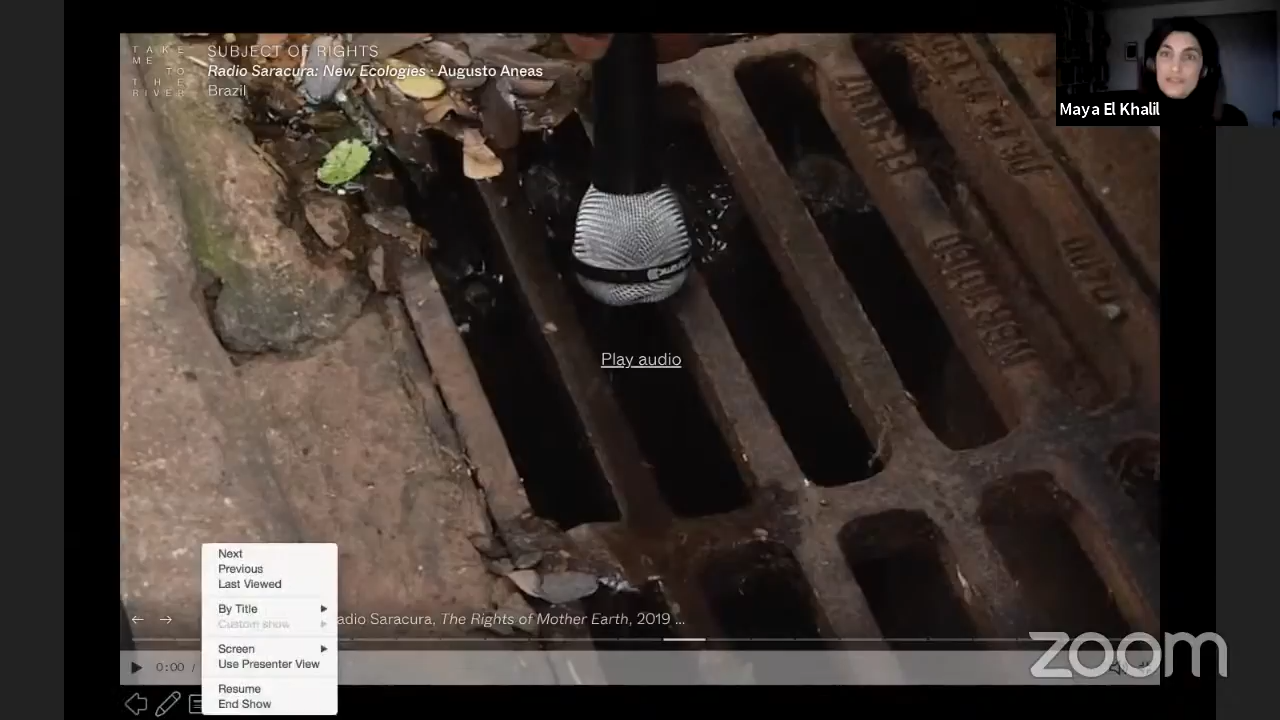 TAKE
ME
TO
THE
RIVER
SUBJECT OF RIGHTS
Radio Saracura: New Ecologies · Augusto Aneas
Brazil
Maya El Khalil
Play audio
Next
Previous
Last Viewed
By Title
Custom show
Screen
Use Presenter View
Resume
End Show
adio Saracura, The Rights of Mother Earth, 2019 ...
0:00 /
zoom